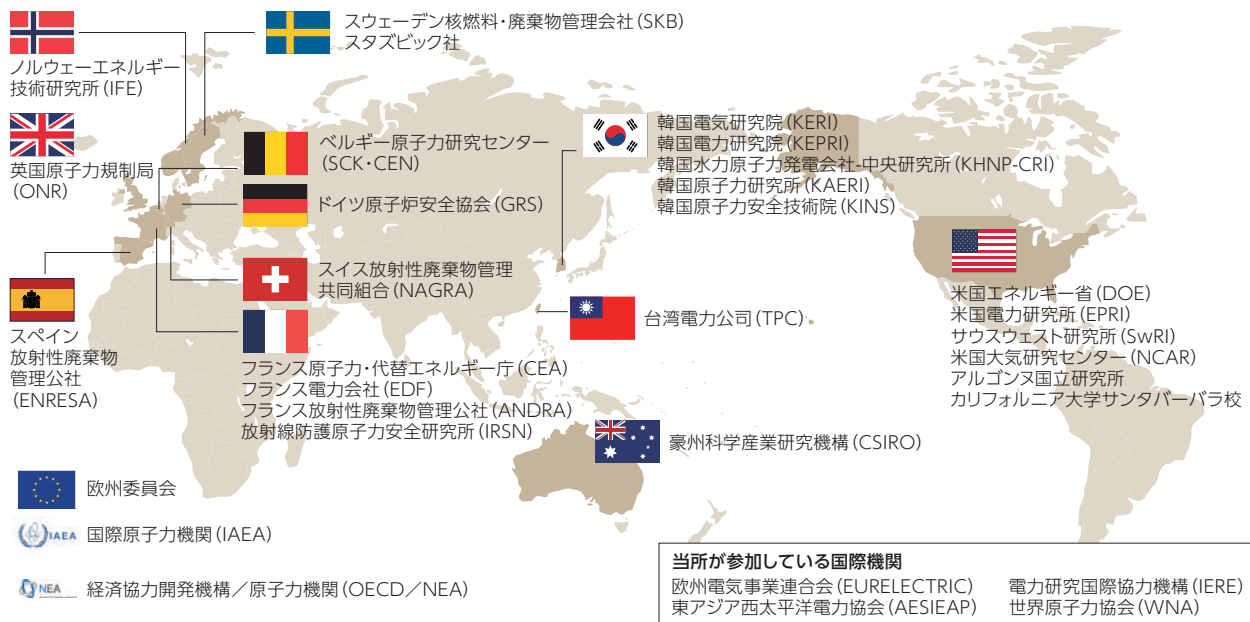 スウェーデン核燃料・廃棄物管理会社(SKB)
スタズビック社
ノルウェーエネルギー
技術研究所(IFE)
英国原子力規制局
(ONR)
ベルギー原子力研究センター
(SCK・CEN)
ドイツ原子炉安全協会(GRS)
スイス放射性廃棄物管理
共同組合(NAGRA)
スペイン
放射性廃棄物
管理公社
(ENRESA)
フランス原子力・代替エネルギー庁(CEA)
フランス電力会社(EDF)
フランス放射性廃棄物管理公社(ANDRA)
放射線防護原子力安全研究所(IRSN)
韓国電気研究院(KERI)
韓国電力研究院(KEPRI)
韓国水力原子力発電会社-中央研究所(KHNP-CRI)
韓国原子力研究所(KAERI)
韓国原子力安全技術院(KINS)
台湾電力公司(TPC)
豪州科学産業研究機構(CSIRO)
米国エネルギー省(DOE)
米国電力研究所(EPRI)
サウスウェスト研究所(SwRI)
米国大気研究センター(NCAR)
アルゴンヌ国立研究所
カリフォルニア大学サンタバーバラ校
欧州委員会
IAEA 国際原子力機関(IAEA)
NEA 経済協力開発機構/原子力機関(OECD/NEA)
当所が参加している国際機関
欧州電気事業連合会(EURELECTRIC) 電力研究国際協力機構(IERE)
東アジア西太平洋電力協会(AESIEAP) 世界原子力協会(WNA)